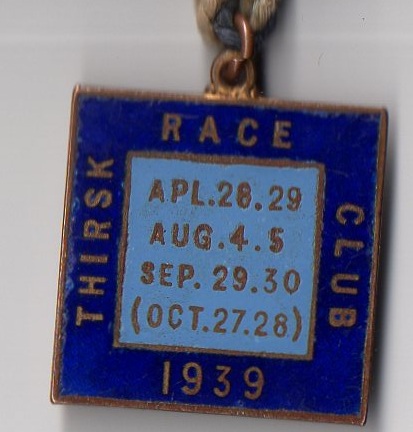 THIRSK
RACE
CLUB
APL.28.29
AUG.4.5
SEP. 29.30
(OCT.27.28)
1939